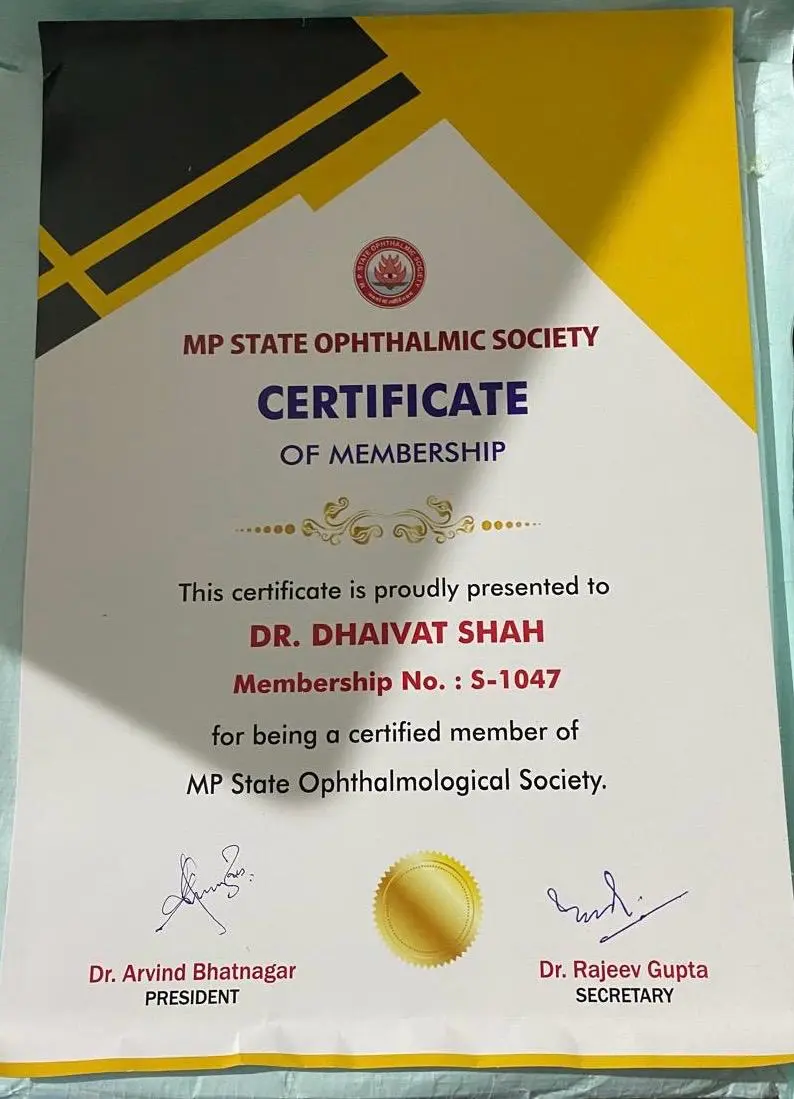 M P STATE OPHTHALMIC SOCIETY
MP STATE OPHTHALMIC SOCIETY
CERTIFICATE
OF MEMBERSHIP
This certificate is proudly presented to
DR. DHAIVAT SHAH
Membership No. : S-1047
for being a certified member of
MP State Ophthalmological Society.
Dr. Arvind Bhatnagar
PRESIDENT
Dr. Rajeev Gupta
SECRETARY